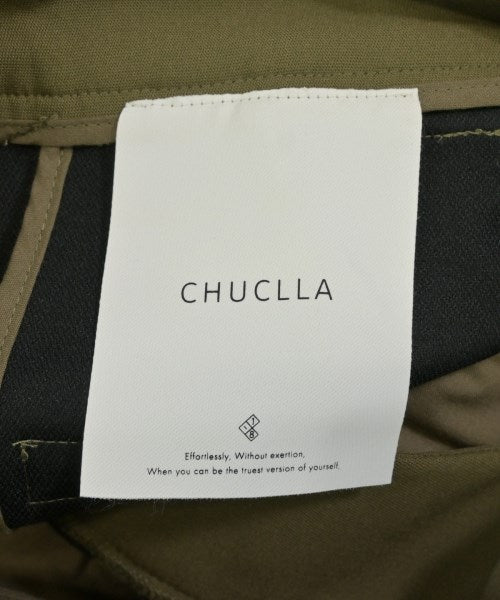 CHUCLLA
Effortlessly, Without exertion,
When you can be the truest version of yourself.